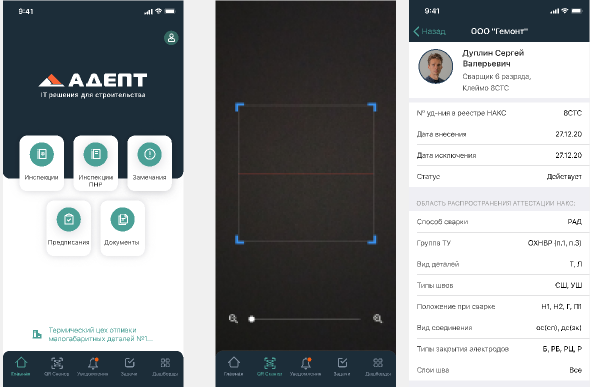 9:41
АДЕПТ
IT решения для строительства
Инспекции
Инспекции
ПНР
Замечания
Предписания
Документы
Термический цех отливки
малогабаритных деталей №1...
Главная
QR Сканер
Уведомления
Задачи
Дашборды
9:41
Главная
QR Сканер
Уведомления
Задачи
Дашборды
9:41
Назад
ООО "Гемонт"
Дуплин Сергей
Валерьевич
Сварщик 6 разряда,
Клеймо 8СТС
N° уд-ния в реестре НАКС 8СТС
Дата внесения 27.12.20
Дата исключения 27.12.20
Статус Действует
ОБЛАСТЬ РАСПРОСТРАНЕНИЯ АТТЕСТАЦИИ НАКС:
Способ сварки РАД
Группа ТУ ОХНВР (п.1, п.3)
Вид деталей Т, Л
Типы швов СШ, УШ
Положение при сварке Н1, Н2, Г, П1
Вид соединения ос(сп), дс(зк)
Типы закрытия электродов Б, РБ, РЦ, Р
Слои шва Все